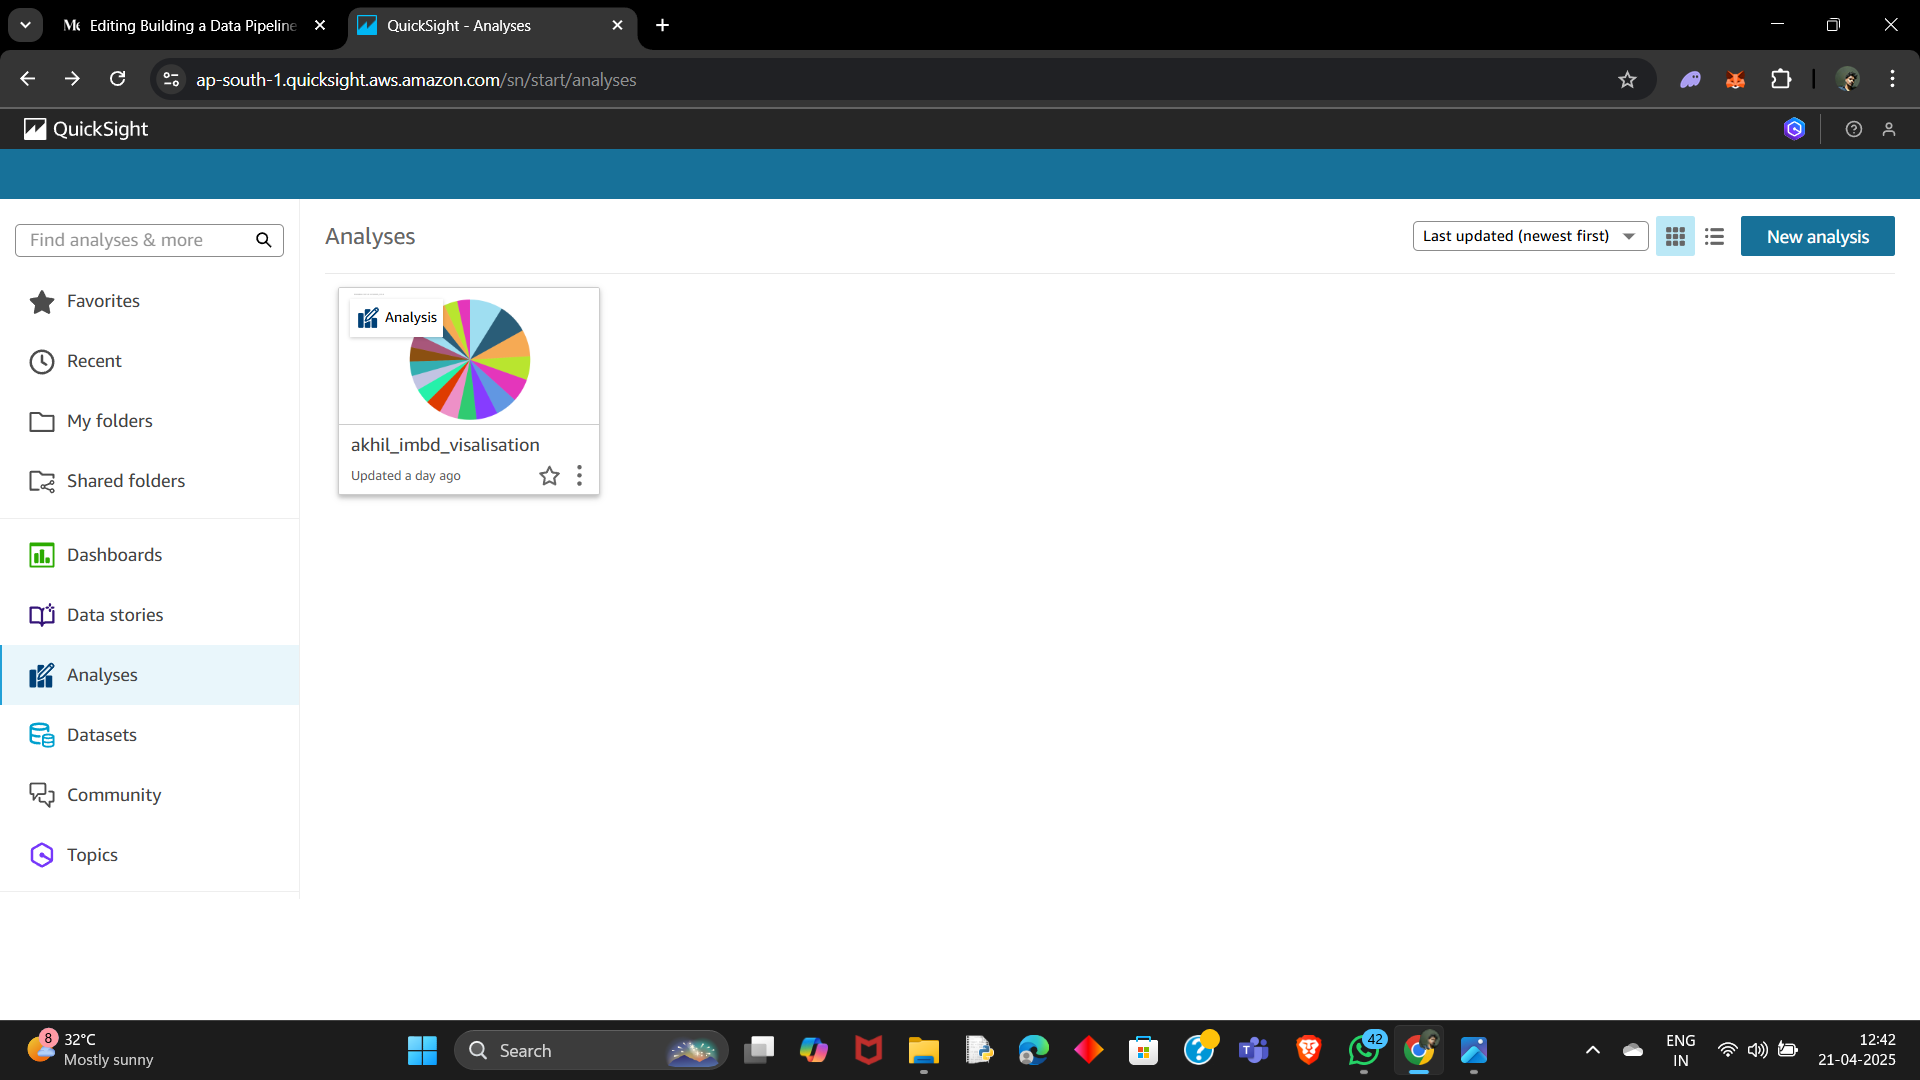 Editing Building a Data Pipeline
QuickSight - Analyses
ap-south-1.quicksight.aws.amazon.com/sn/start/analyses
QuickSight
Find analyses & more
Favorites
Recent
My folders
Shared folders
Dashboards
Data stories
Analyses
Datasets
Community
Topics
Analyses
Last updated (newest first)
New analysis
Analysis
akhil_imbd_visalisation
Updated a day ago
8
32°C
Mostly sunny
Search
42
ENG
IN
12:42
21-04-2025